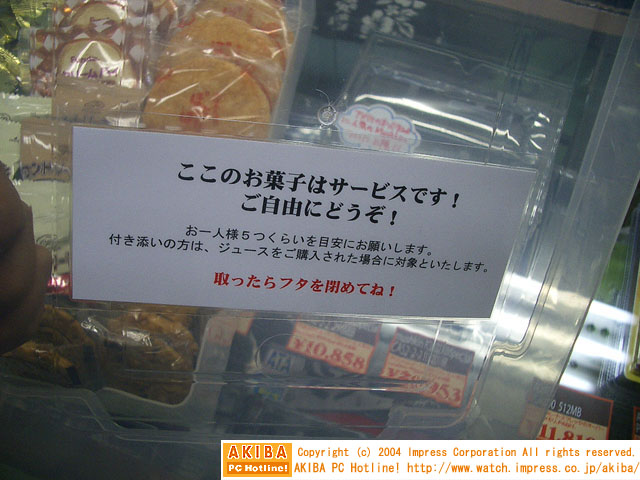 ここのお菓子はサービスです！
ご自由にどうぞ！
お一人様５つくらいを目安にお願いします。
付き添いの方は、ジュースをご購入された場合に対象といたします。
取ったらフタを閉めてね！
¥10,858
512MB
AKIBA
PC Hotline!
Copyright (c) 2004 Impress Corporation All rights reserved.
AKIBA PC Hotline! http://www.watch.impress.co.jp/akiba/